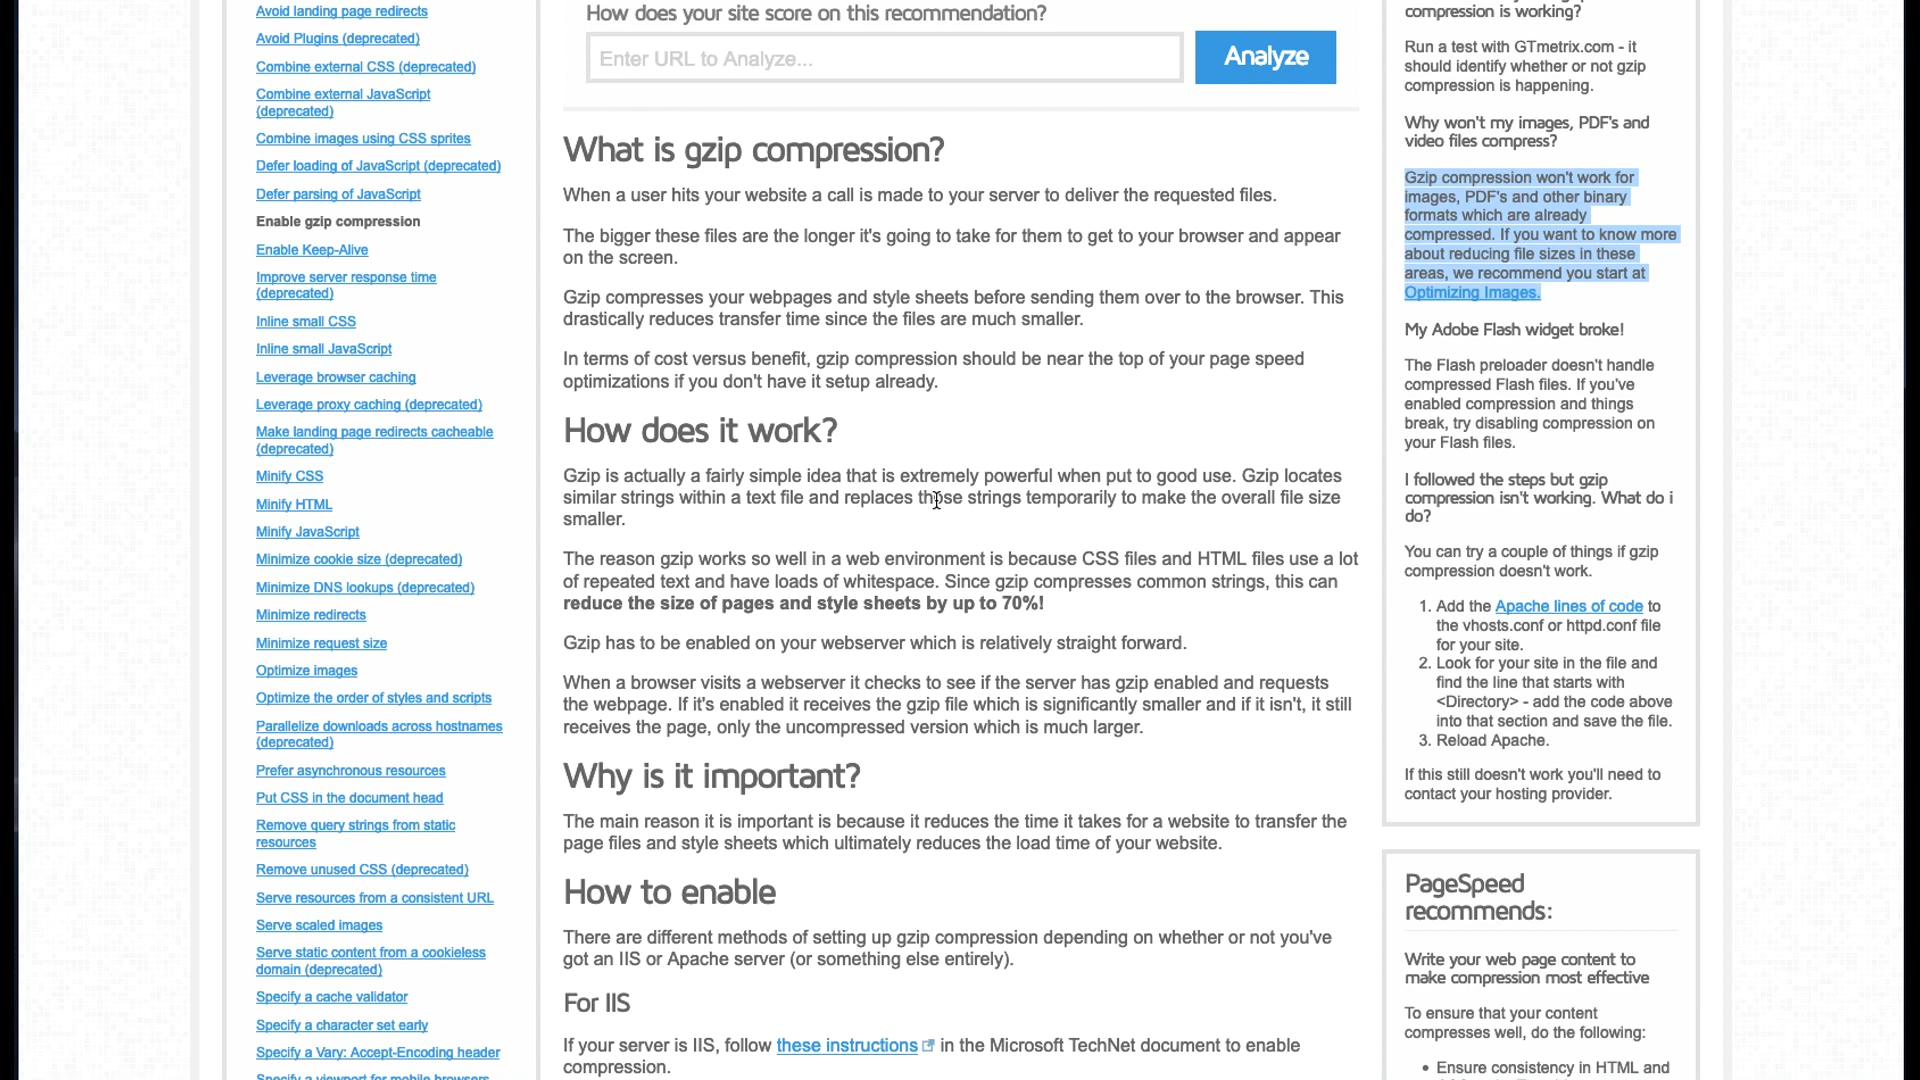 Avoid landing page redirects
Avoid Plugins (deprecated)
Combine external CSS (deprecated)
Combine external JavaScript
(deprecated)
Combine images using CSS sprites
Defer loading of JavaScript (deprecated)
Defer parsing of JavaScript
Enable gzip compression
Enable Keep-Alive
Improve server response time
(deprecated)
Inline small CSS
Inline small JavaScript
Leverage browser caching
Leverage proxy caching (deprecated)
Make landing page redirects cacheable
(deprecated)
Minify CSS
Minify HTML
Minify JavaScript
Minimize cookie size (deprecated)
Minimize DNS lookups (deprecated)
Minimize redirects
Minimize request size
Optimize images
Optimize the order of styles and scripts
Parallelize downloads across hostnames
(deprecated)
Prefer asynchronous resources
Put CSS in the document head
Remove query strings from static
resources
Remove unused CSS (deprecated)
Serve resources from a consistent URL
Serve scaled images
Serve static content from a cookieless
domain (deprecated)
Specify a cache validator
Specify a character set early
Specify a Vary: Accept-Encoding header
Specify a viewport for mobile browsers
How does your site score on this recommendation?
Enter URL to Analyze...
Analyze
What is gzip compression?
When a user hits your website a call is made to your server to deliver the requested files.
The bigger these files are the longer it's going to take for them to get to your browser and appear
on the screen.
Gzip compresses your webpages and style sheets before sending them over to the browser. This
drastically reduces transfer time since the files are much smaller.
In terms of cost versus benefit, gzip compression should be near the top of your page speed
optimizations if you don't have it setup already.
How does it work?
Gzip is actually a fairly simple idea that is extremely powerful when put to good use. Gzip locates
similar strings within a text file and replaces those strings temporarily to make the overall file size
smaller.
The reason gzip works so well in a web environment is because CSS files and HTML files use a lot
of repeated text and have loads of whitespace. Since gzip compresses common strings, this can
reduce the size of pages and style sheets by up to 70%!
Gzip has to be enabled on your webserver which is relatively straight forward.
When a browser visits a webserver it checks to see if the server has gzip enabled and requests
the webpage. If it's enabled it receives the gzip file which is significantly smaller and if it isn't, it still
receives the page, only the uncompressed version which is much larger.
Why is it important?
The main reason it is important is because it reduces the time it takes for a website to transfer the
page files and style sheets which ultimately reduces the load time of your website.
How to enable
There are different methods of setting up gzip compression depending on whether or not you've
got an IIS or Apache server (or something else entirely).
For IIS
If your server is IIS, follow these instructions in the Microsoft TechNet document to enable
compression.
compression is working?
Run a test with GTmetrix.com - it
should identify whether or not gzip
compression is happening.
Why won't my images, PDF's and
video files compress?
Gzip compression won't work for
images, PDF's and other binary
formats which are already
compressed. If you want to know more
about reducing file sizes in these
areas, we recommend you start at
Optimizing Images.
My Adobe Flash widget broke!
The Flash preloader doesn't handle
compressed Flash files. If you've
enabled compression and things
break, try disabling compression on
your Flash files.
I followed the steps but gzip
compression isn't working. What do i
do?
You can try a couple of things if gzip
compression doesn't work.
1. Add the Apache lines of code to
the vhosts.conf or httpd.conf file
for your site.
2. Look for your site in the file and
find the line that starts with
<Directory> - add the code above
into that section and save the file.
3. Reload Apache.
If this still doesn't work you'll need to
contact your hosting provider.
PageSpeed
recommends:
Write your web page content to
make compression most effective
To ensure that your content
compresses well, do the following:
• Ensure consistency in HTML and